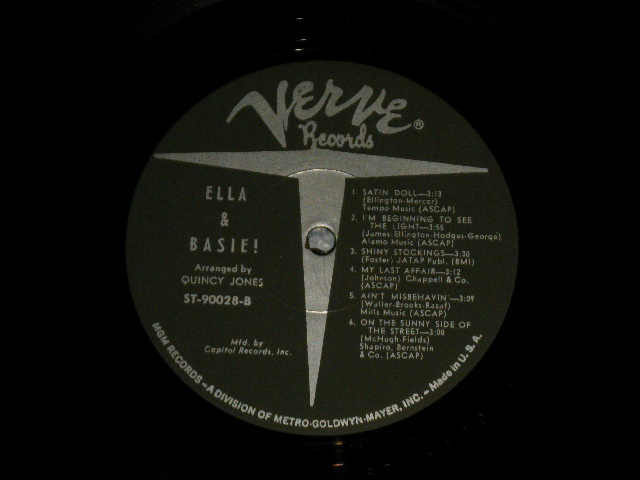 Verve®
Records
ELLA
&
BASIE!
Arranged by
QUINCY JONES
ST-90028-B
Mfd. by
Capitol Records, Inc.
1. SATIN DOLL—3:13
(Ellington-Mercer)
Tempo Music (ASCAP)
2. I'M BEGINNING TO SEE
THE LIGHT—3:56
(James-Ellington-Hodges-George)
Alamo Music (ASCAP)
3. SHINY STOCKINGS—3:30
(Foster) JATAP Publ. (BMI)
4. MY LAST AFFAIR—3:12
(Johnson) Chappell & Co.
(ASCAP)
5. AIN'T MISBEHAVIN'—3:09
(Waller-Brooks-Razaf)
Mills Music (ASCAP)
6. ON THE SUNNY SIDE OF
THE STREET—3:00
(McHugh-Fields)
Shapiro, Bernstein
& Co. (ASCAP)
MGM RECORDS—A DIVISION OF METRO-GOLDWYN-MAYER, INC.—Made in U. S. A.